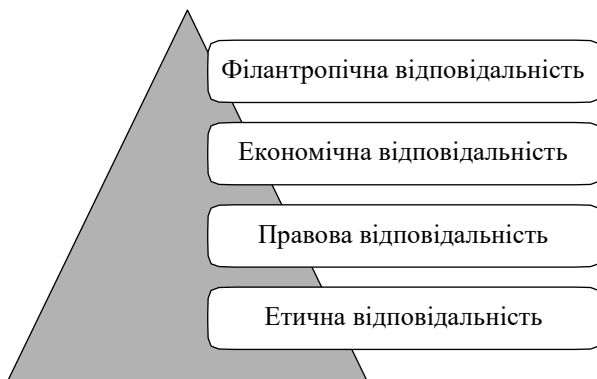 Філантропічна відповідальність
Економічна відповідальність
Правова відповідальність
Етична відповідальність